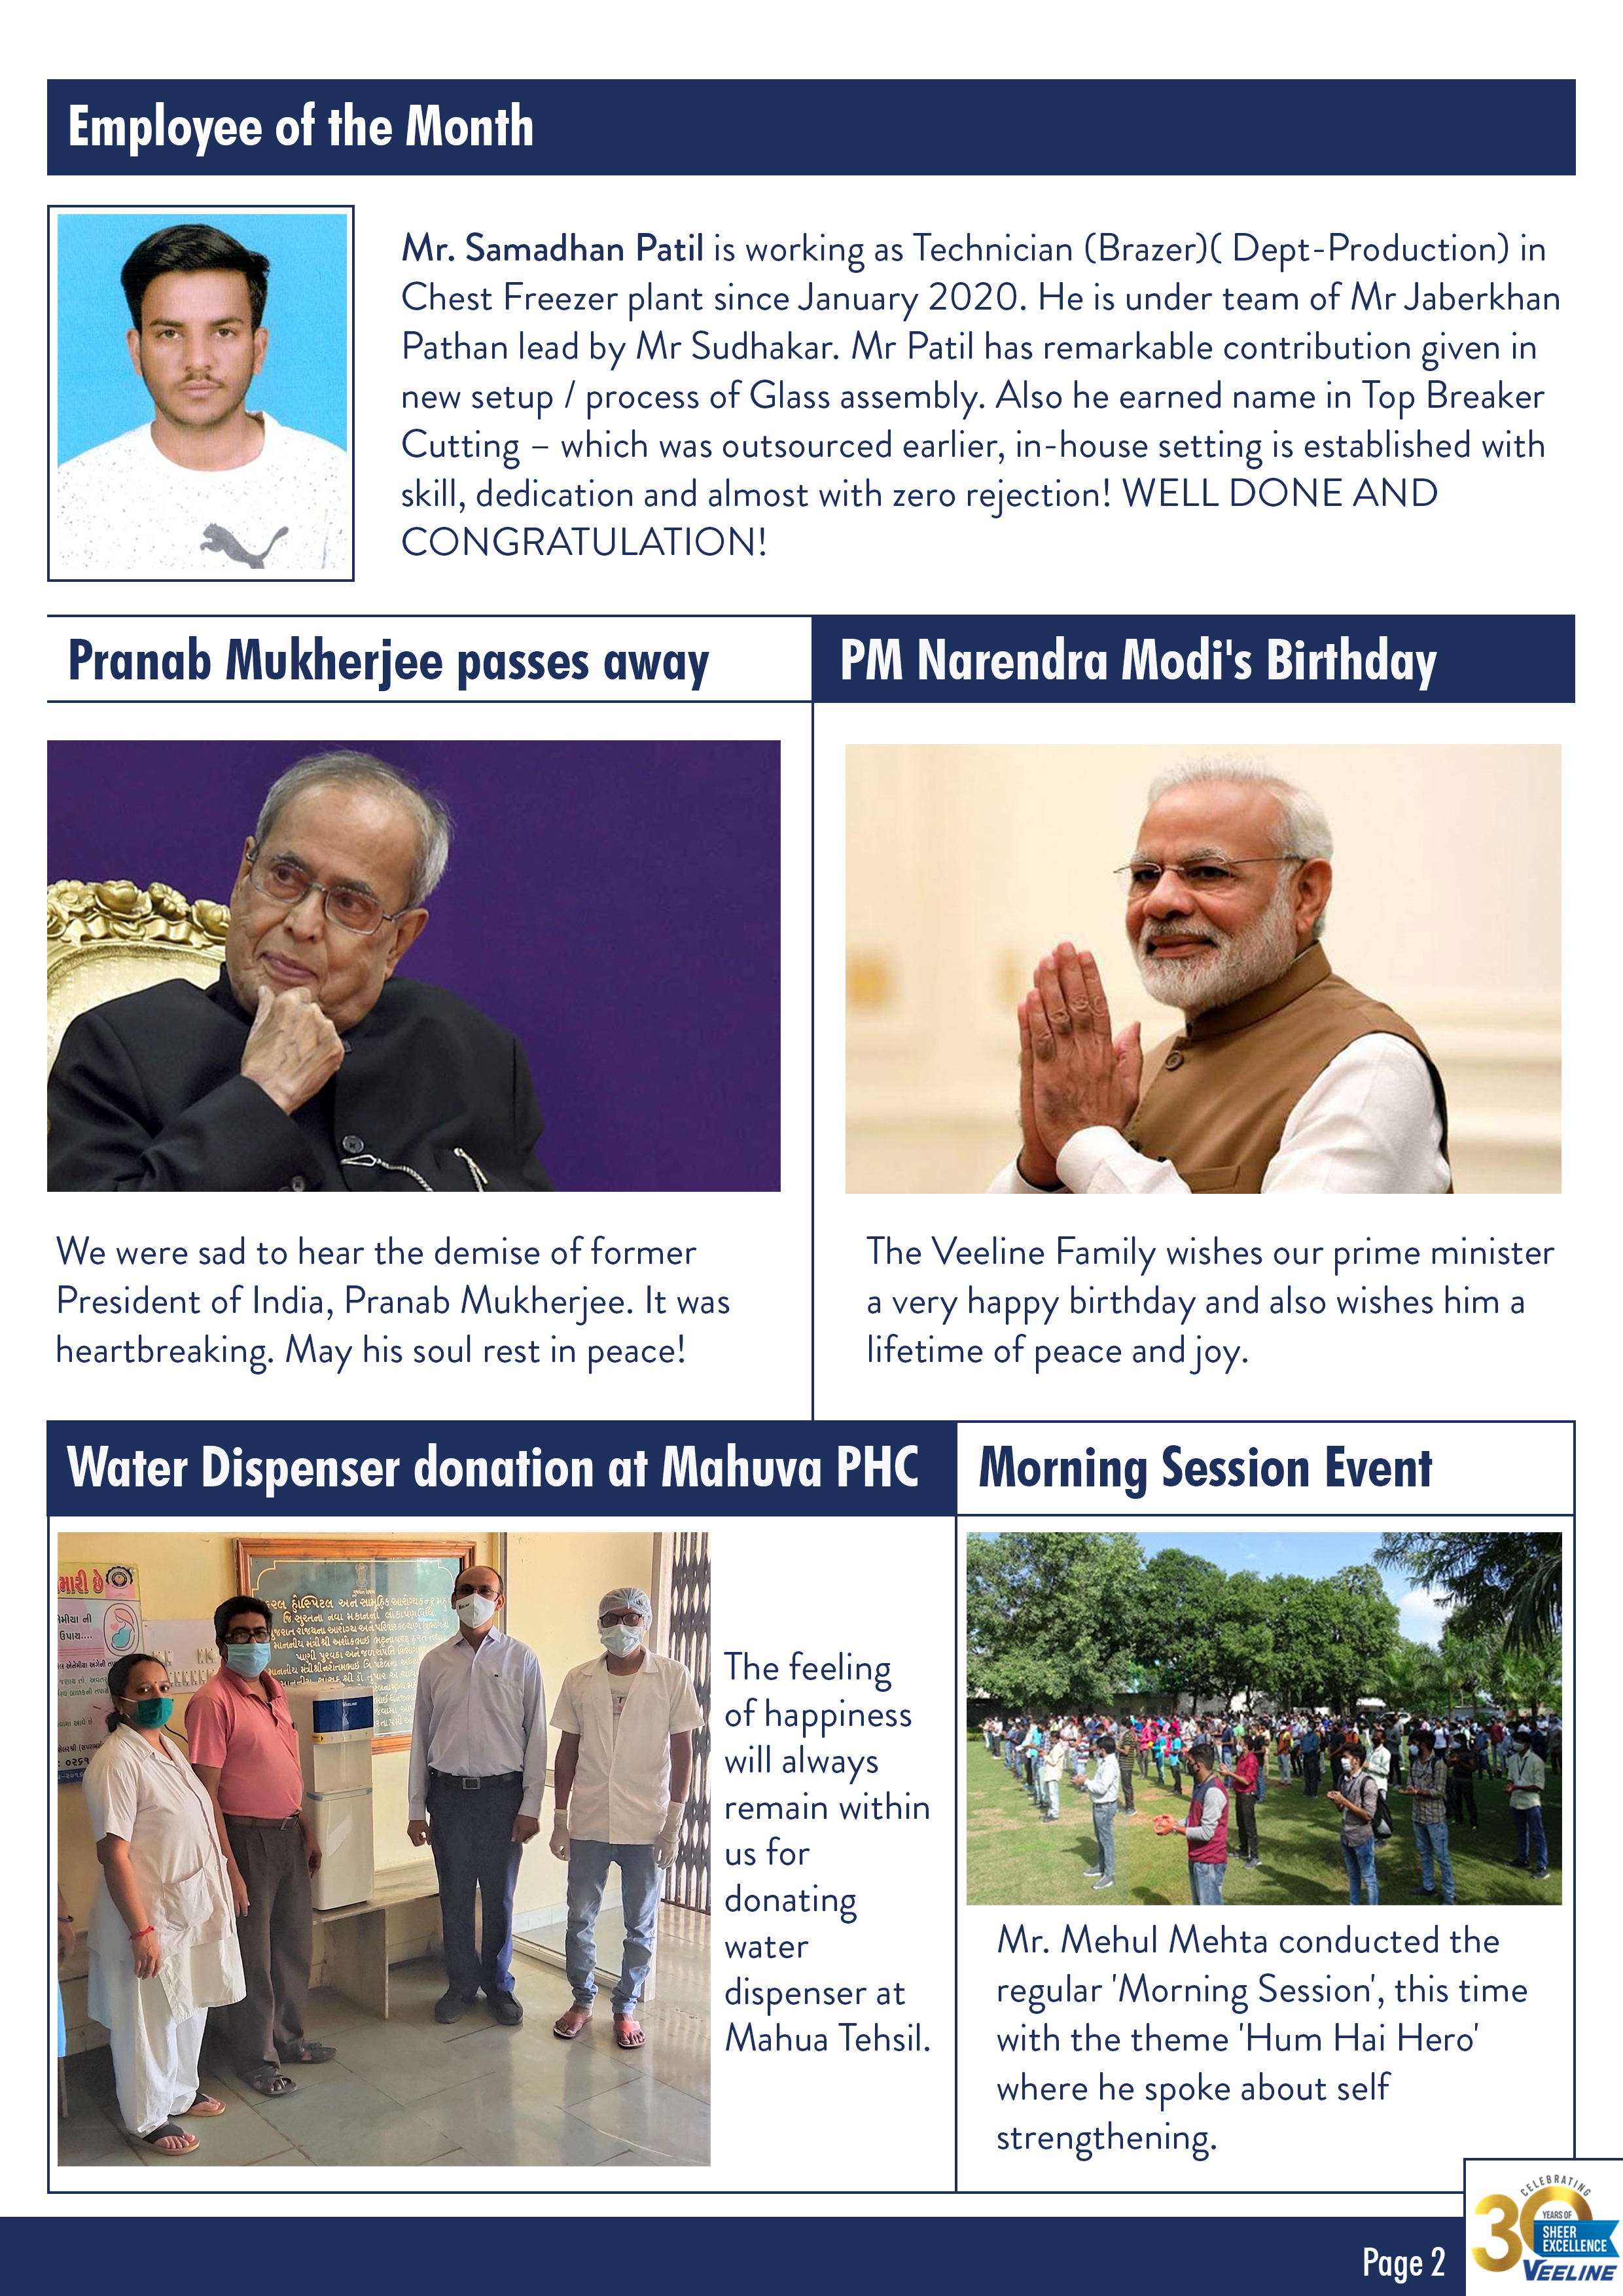 Employee of the Month
Mr. Samadhan Patil is working as Technician (Brazer)( Dept-Production) in
Chest Freezer plant since January 2020. He is under team of Mr Jaberkhan
Pathan lead by Mr Sudhakar. Mr Patil has remarkable contribution given in
new setup / process of Glass assembly. Also he earned name in Top Breaker
Cutting – which was outsourced earlier, in-house setting is established with
skill, dedication and almost with zero rejection! WELL DONE AND
CONGRATULATION!
Pranab Mukherjee passes away
We were sad to hear the demise of former
President of India, Pranab Mukherjee. It was
heartbreaking. May his soul rest in peace!
PM Narendra Modi's Birthday
The Veeline Family wishes our prime minister
a very happy birthday and also wishes him a
lifetime of peace and joy.
Water Dispenser donation at Mahuva PHC
મારી છે
ઉપાય....
The feeling
of happiness
will always
remain within
us for
donating
water
dispenser at
Mahua Tehsil.
Morning Session Event
Mr. Mehul Mehta conducted the
regular 'Morning Session', this time
with the theme 'Hum Hai Hero'
where he spoke about self
strengthening.
Page 2
CELEBRATING
30
YEARS OF
SHEER
EXCELLENCE
VEELINE